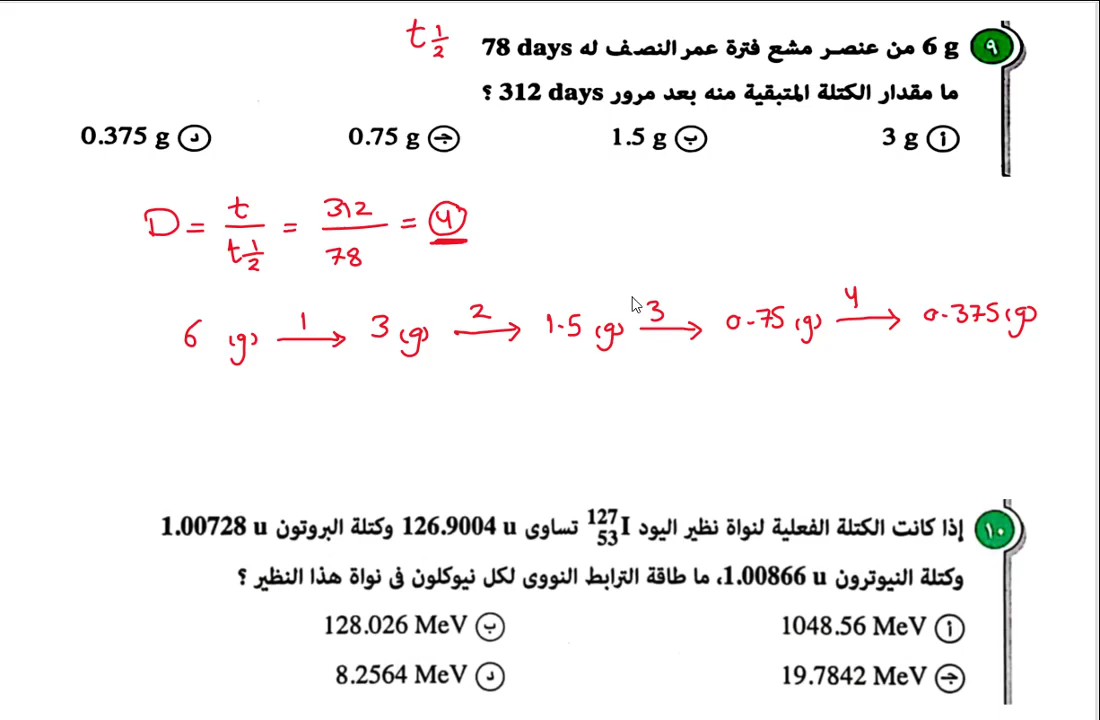 t 1/2
٩ 6 g من عنصر مشع فترة عمر النصف له 78 days
ما مقدار الكتلة المتبقية منه بعد مرور 312 days ؟
أ 3 g ب 1.5 g ج 0.75 g د 0.375 g
D = t / t 1/2 = 312 / 78 = 4
6 (g) 1→ 3 (g) 2→ 1.5 (g) 3→ 0.75 (g) 4→ 0.375 (g)
١٠ إذا كانت الكتلة الفعلية لنواة نظير اليود ¹²⁷₅₃I تساوى 126.9004 u وكتلة البروتون 1.00728 u
وكتلة النيوترون 1.00866 u، ما طاقة الترابط النووى لكل نيوكلون فى نواة هذا النظير ؟
أ 1048.56 MeV ب 128.026 MeV
ج 19.7842 MeV د 8.2564 MeV